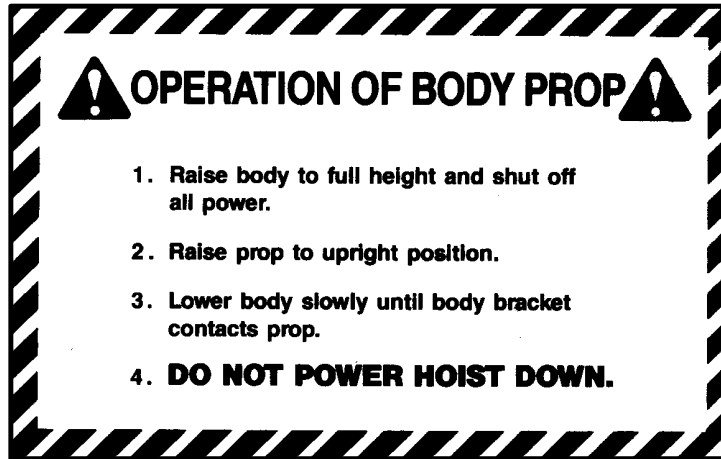 OPERATION OF BODY PROP
1. Raise body to full height and shut off
all power.
2. Raise prop to upright position.
3. Lower body slowly until body bracket
contacts prop.
4. DO NOT POWER HOIST DOWN.